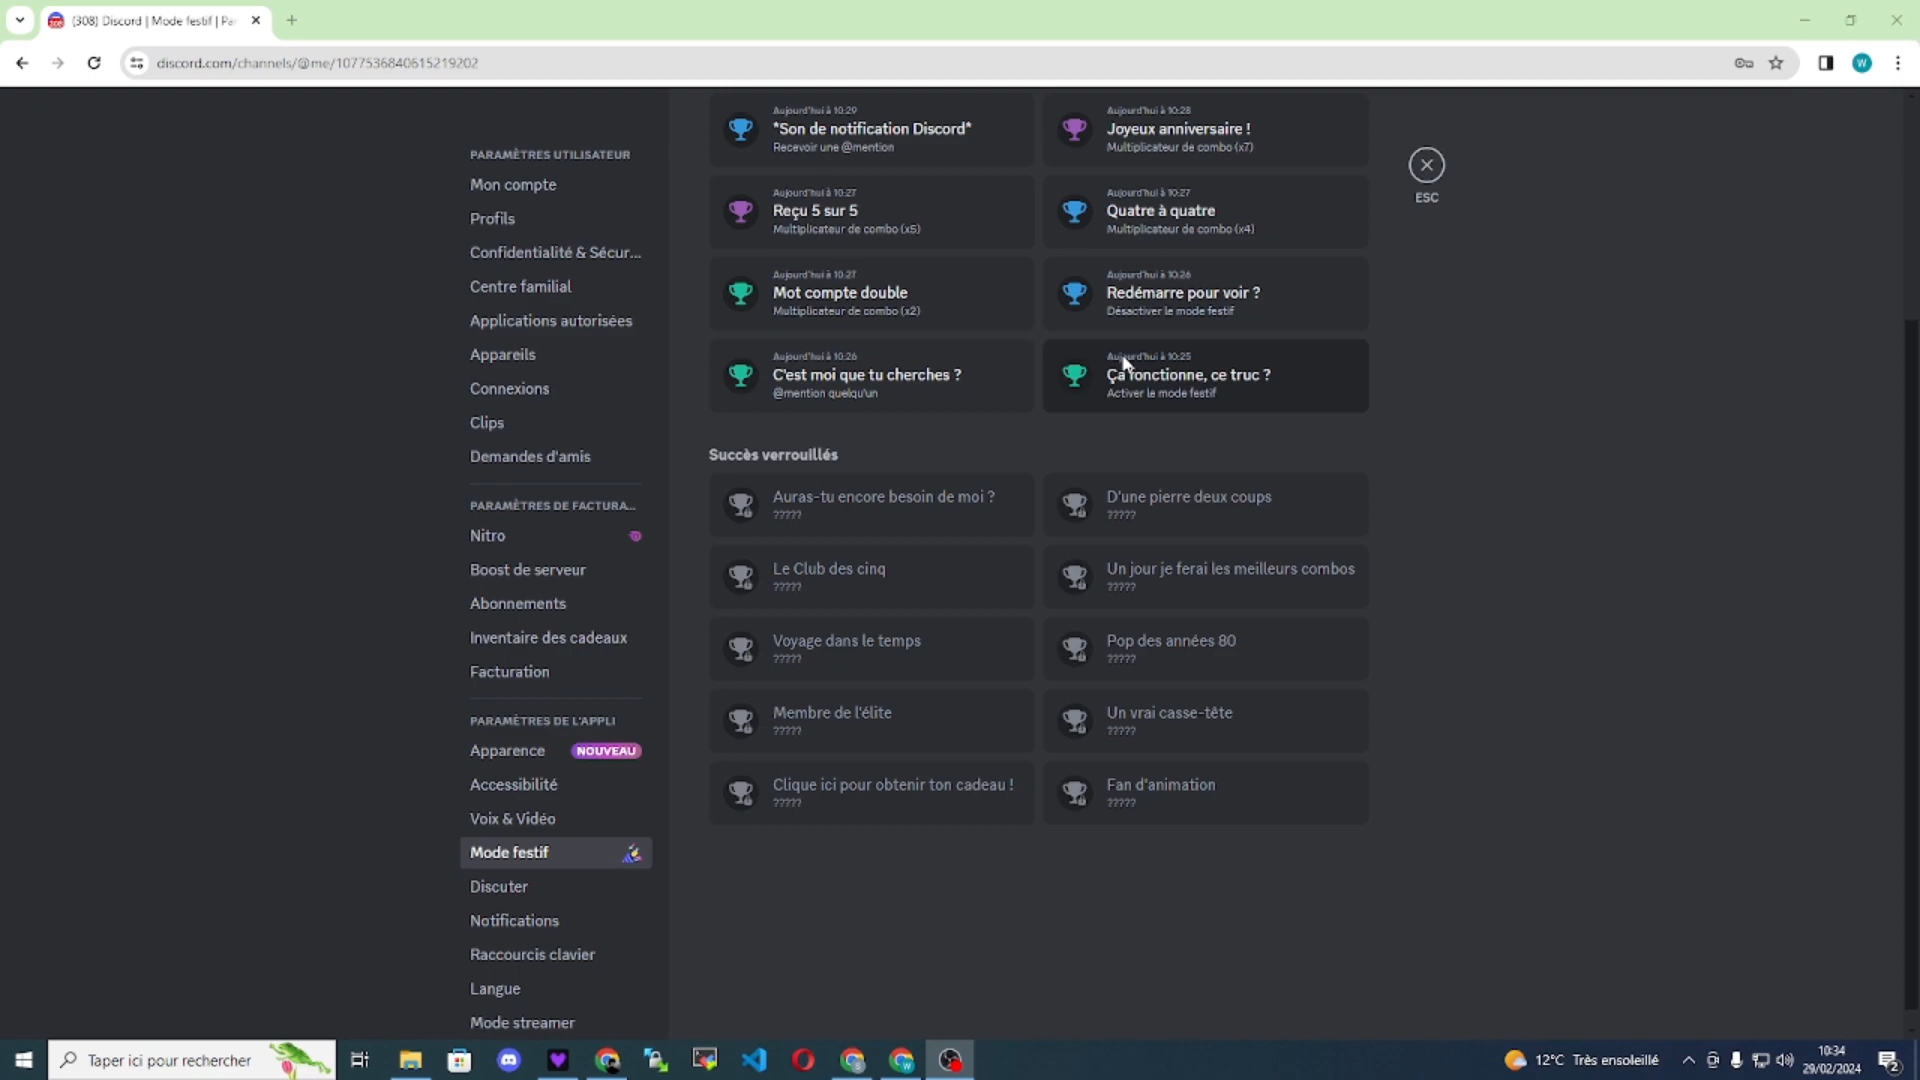 (308) Discord | Mode festif | Pa
discord.com/channels/@me/1077536840615219202
W
PARAMÈTRES UTILISATEUR
Mon compte
Profils
Confidentialité & Sécur...
Centre familial
Applications autorisées
Appareils
Connexions
Clips
Demandes d'amis
PARAMÈTRES DE FACTURA...
Nitro
Boost de serveur
Abonnements
Inventaire des cadeaux
Facturation
PARAMÈTRES DE L'APPLI
Apparence
NOUVEAU
Accessibilité
Voix & Vidéo
Mode festif
Discuter
Notifications
Raccourcis clavier
Langue
Mode streamer
Aujourd'hui à 10:29
*Son de notification Discord*
Recevoir une @mention
Aujourd'hui à 10:28
Joyeux anniversaire !
Multiplicateur de combo (x7)
Aujourd'hui à 10:27
Reçu 5 sur 5
Multiplicateur de combo (x5)
Aujourd'hui à 10:27
Quatre à quatre
Multiplicateur de combo (x4)
Aujourd'hui à 10:27
Mot compte double
Multiplicateur de combo (x2)
Aujourd'hui à 10:26
Redémarre pour voir ?
Désactiver le mode festif
Aujourd'hui à 10:26
C'est moi que tu cherches ?
@mention quelqu'un
Aujourd'hui à 10:25
Ça fonctionne, ce truc ?
Activer le mode festif
Succès verrouillés
Auras-tu encore besoin de moi ?
?????
D'une pierre deux coups
?????
Le Club des cinq
?????
Un jour je ferai les meilleurs combos
?????
Voyage dans le temps
?????
Pop des années 80
?????
Membre de l'élite
?????
Un vrai casse-tête
?????
Clique ici pour obtenir ton cadeau !
?????
Fan d'animation
?????
ESC
Taper ici pour rechercher
12°C Très ensoleillé
10:34
29/02/2024
2